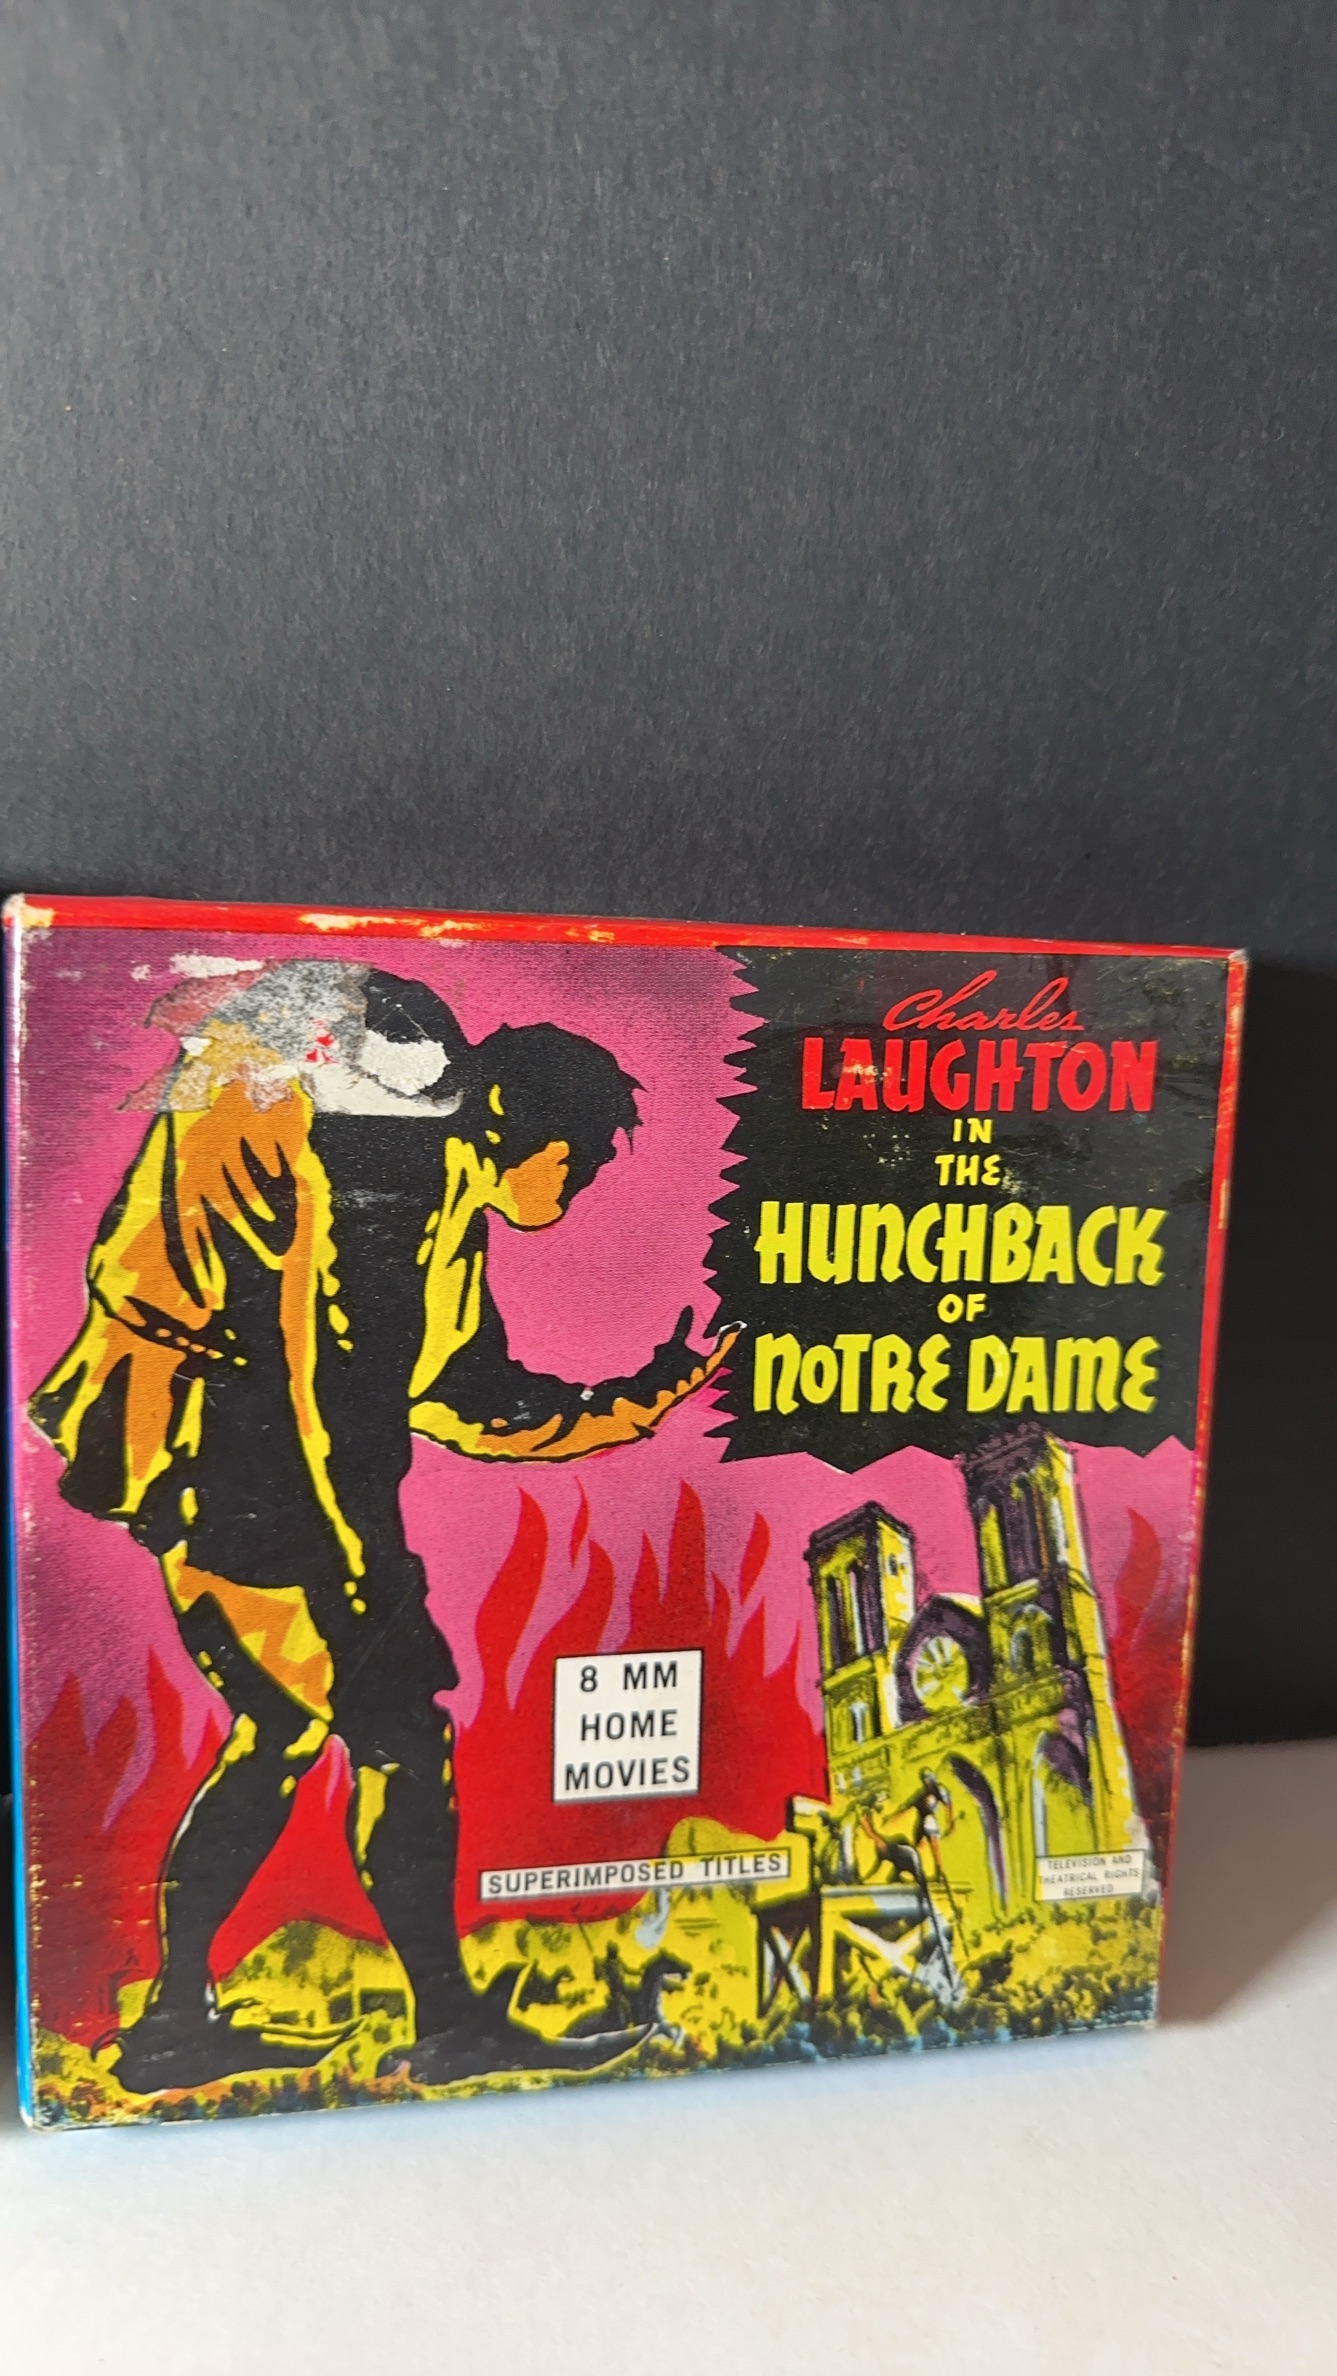 Charles
LAUGHTON
IN
THE
HUNCHBACK
OF
NOTRE DAME
8 MM
HOME
MOVIES
SUPERIMPOSED TITLES
TELEVISION AND
THEATRICAL RIGHTS
RESERVED